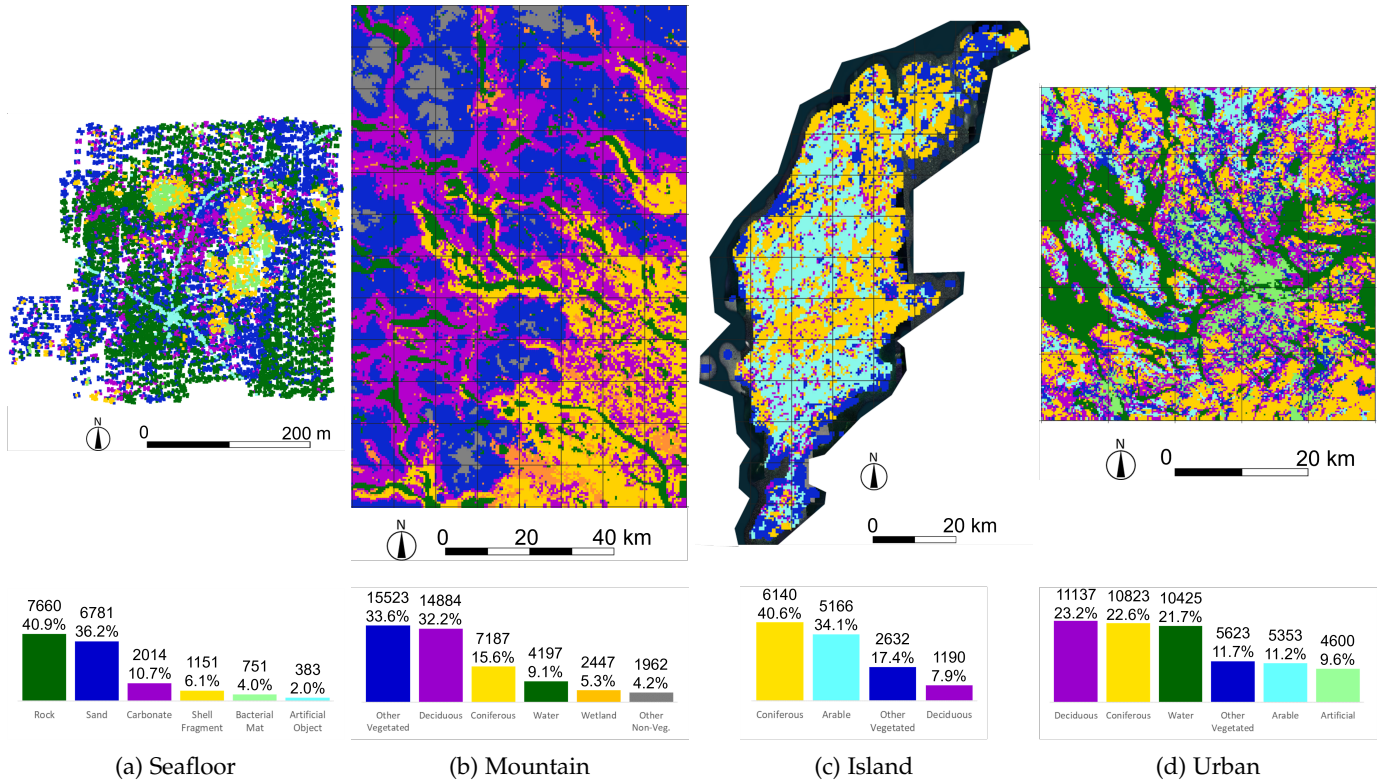 N
0 200 m
N
0 20 40 km
N
0 20 km
N
0 20 km
7660 6781 2014 1151 751 383
40.9% 36.2% 10.7% 6.1% 4.0% 2.0%
Rock Sand Carbonate Shell Fragment Bacterial Mat Artificial Object
(a) Seafloor
15523 14884 7187 4197 2447 1962
33.6% 32.2% 15.6% 9.1% 5.3% 4.2%
Other Vegetated Deciduous Coniferous Water Wetland Other Non-Veg.
(b) Mountain
6140 5166 2632 1190
40.6% 34.1% 17.4% 7.9%
Coniferous Arable Other Vegetated Deciduous
(c) Island
11137 10823 10425 5623 5353 4600
23.2% 22.6% 21.7% 11.7% 11.2% 9.6%
Deciduous Coniferous Water Other Vegetated Arable Artificial
(d) Urban